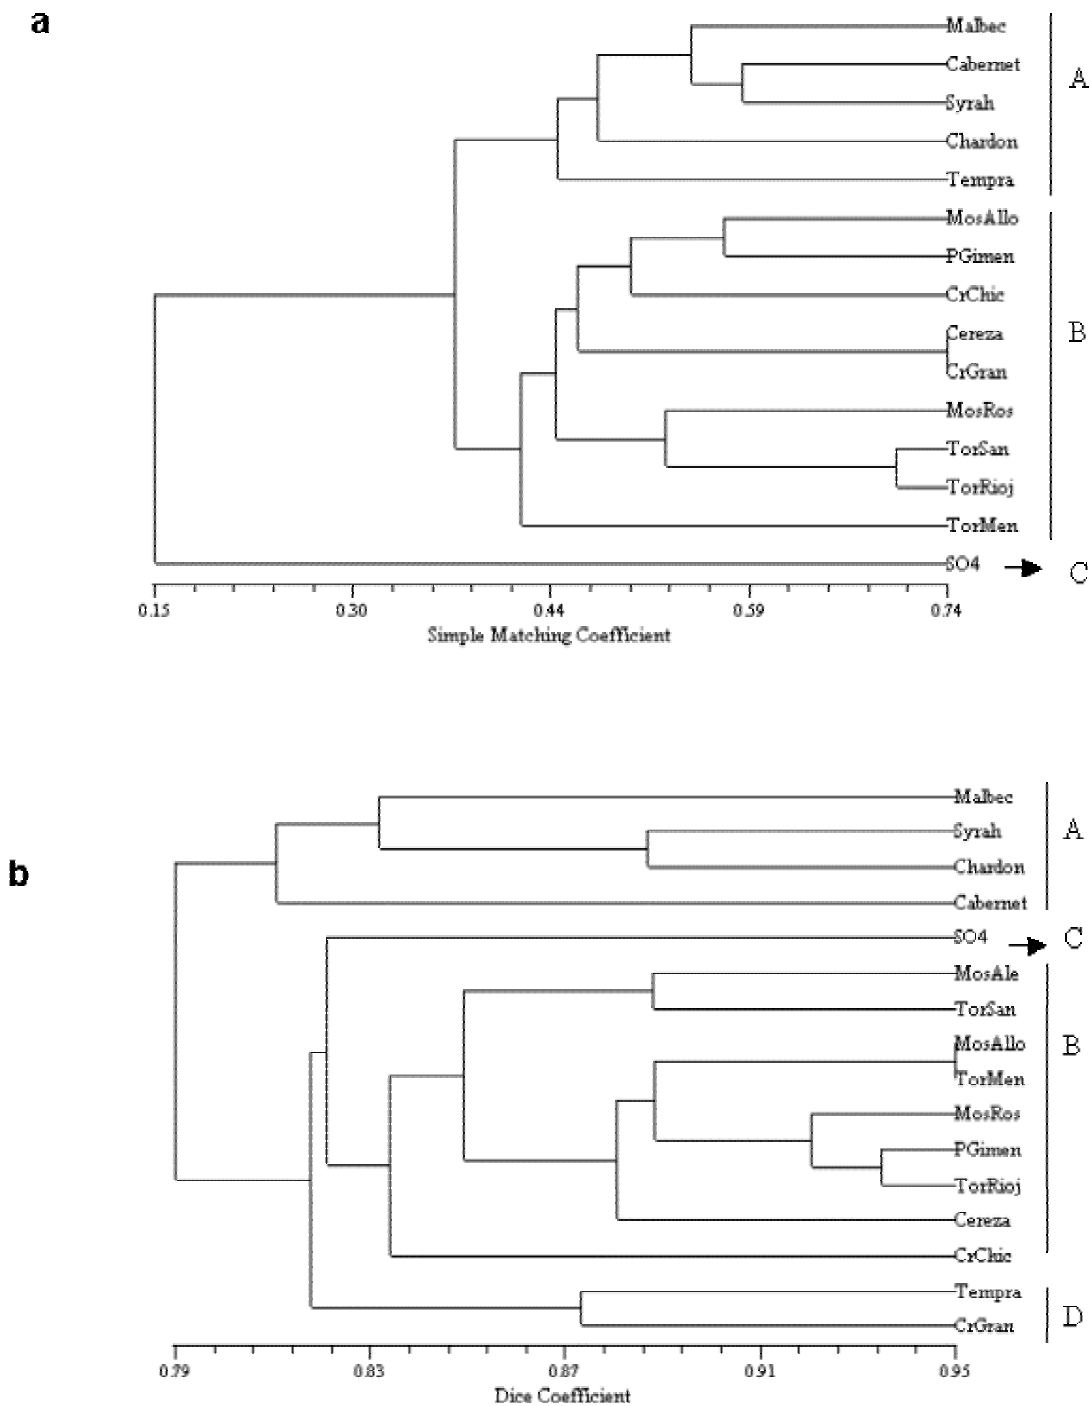 a
Malbec
Cabernet
Syrah
Chardon
Tempra
A
MosAllo
PGimen
CrChic
Cereza
CrGran
MosRos
TorSan
TorRioj
TorMen
B
SO4
C
0.15 0.30 0.44 0.59 0.74
Simple Matching Coefficient
b
Malbec
Syrah
Chardon
Cabernet
A
SO4
C
MosAle
TorSan
MosAllo
TorMen
MosRos
PGimen
TorRioj
Cereza
CrChic
B
Tempra
CrGran
D
0.79 0.83 0.87 0.91 0.95
Dice Coefficient